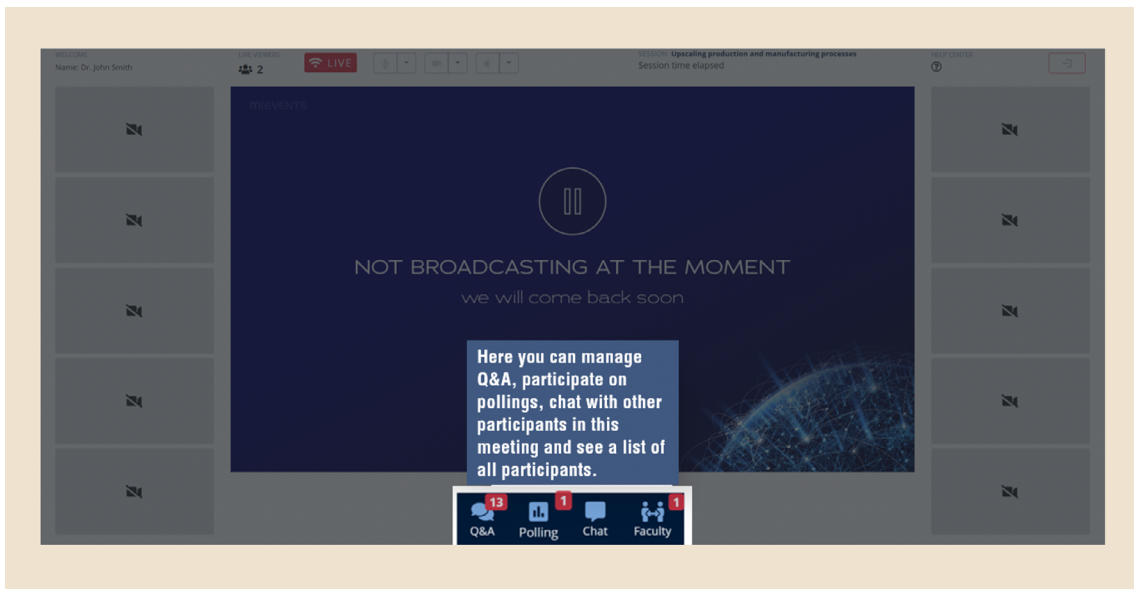 WELCOME
Name: Dr. John Smith
LIVE VIEWERS
2
LIVE
SESSION: Upscaling production and manufacturing processes
Session time elapsed
HELP CENTER
mieVENTS
NOT BROADCASTING AT THE MOMENT
we will come back soon
Here you can manage
Q&A, participate on
pollings, chat with other
participants in this
meeting and see a list of
all participants.
13
1
1
Q&A
Polling
Chat
Faculty